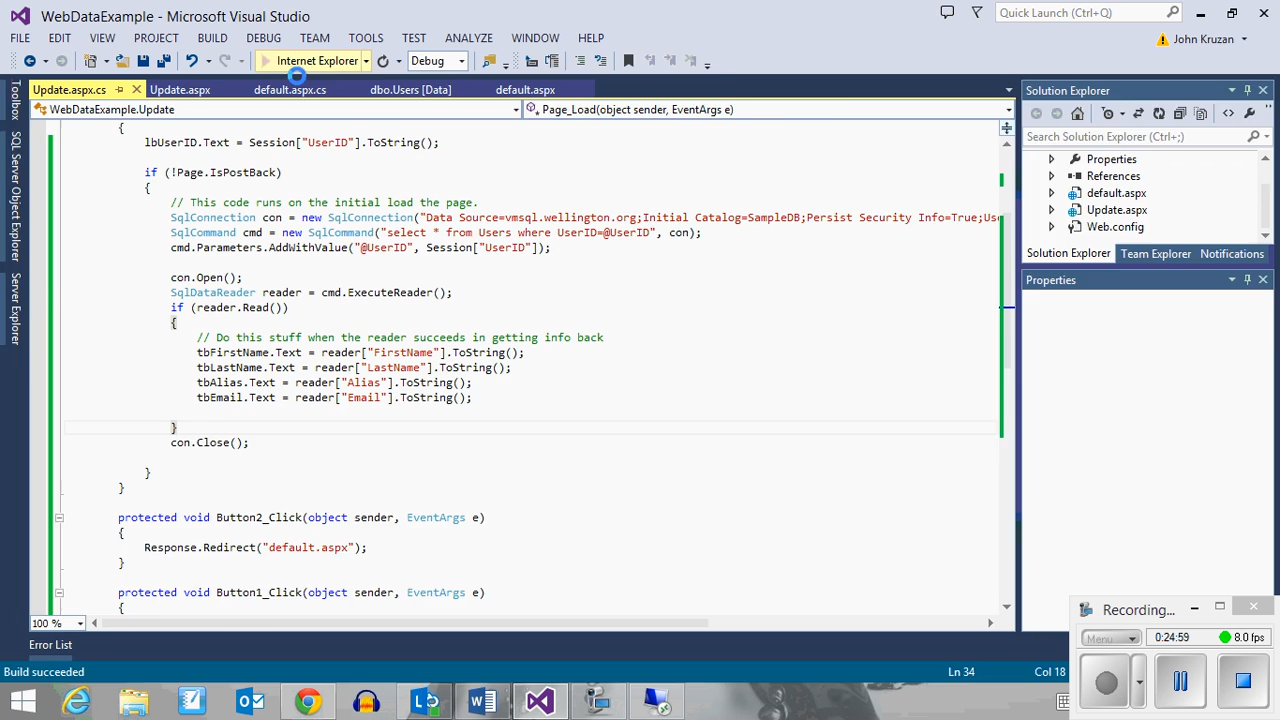 WebDataExample - Microsoft Visual Studio
Quick Launch (Ctrl+Q)
FILE EDIT VIEW PROJECT BUILD DEBUG TEAM TOOLS TEST ANALYZE WINDOW HELP
John Kruzan
Internet Explorer
Debug
Update.aspx.cs
Update.aspx
default.aspx.cs
dbo.Users [Data]
default.aspx
WebDataExample.Update
Page_Load(object sender, EventArgs e)
Toolbox
SQL Server Object Explorer
Server Explorer
{
lbUserID.Text = Session["UserID"].ToString();
if (!Page.IsPostBack)
{
// This code runs on the initial load the page.
SqlConnection con = new SqlConnection("Data Source=vmsql.wellington.org;Initial Catalog=SampleDB;Persist Security Info=True;Use
SqlCommand cmd = new SqlCommand("select * from Users where UserID=@UserID", con);
cmd.Parameters.AddWithValue("@UserID", Session["UserID"]);
con.Open();
SqlDataReader reader = cmd.ExecuteReader();
if (reader.Read())
{
// Do this stuff when the reader succeeds in getting info back
tbFirstName.Text = reader["FirstName"].ToString();
tbLastName.Text = reader["LastName"].ToString();
tbAlias.Text = reader["Alias"].ToString();
tbEmail.Text = reader["Email"].ToString();
}
con.Close();
}
}
protected void Button2_Click(object sender, EventArgs e)
{
Response.Redirect("default.aspx");
}
protected void Button1_Click(object sender, EventArgs e)
{
100 %
Solution Explorer
Search Solution Explorer (Ctrl+;)
Properties
References
default.aspx
Update.aspx
Web.config
Solution Explorer Team Explorer Notifications
Properties
Error List
Build succeeded
Ln 34
Col 18
Recording...
Menu
0:24:59
8.0 fps